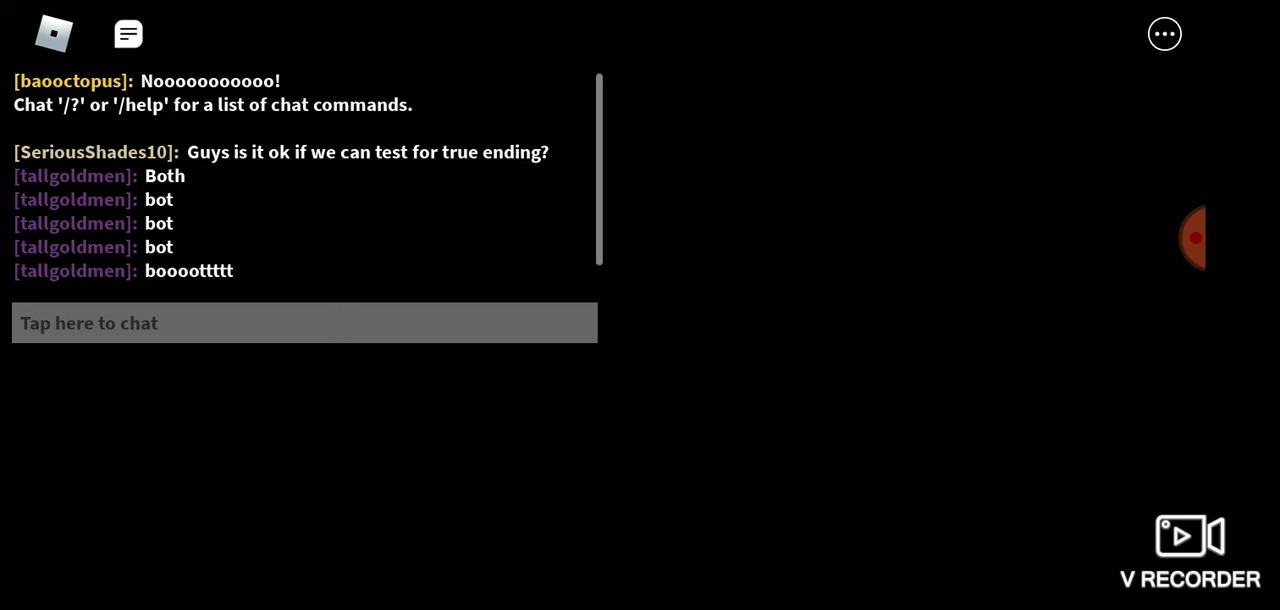 [baooctopus]: Nooooooooooo!
Chat '/?' or '/help' for a list of chat commands.
[SeriousShades10]: Guys is it ok if we can test for true ending?
[tallgoldmen]: Both
[tallgoldmen]: bot
[tallgoldmen]: bot
[tallgoldmen]: bot
[tallgoldmen]: boooottttt
Tap here to chat
V RECORDER